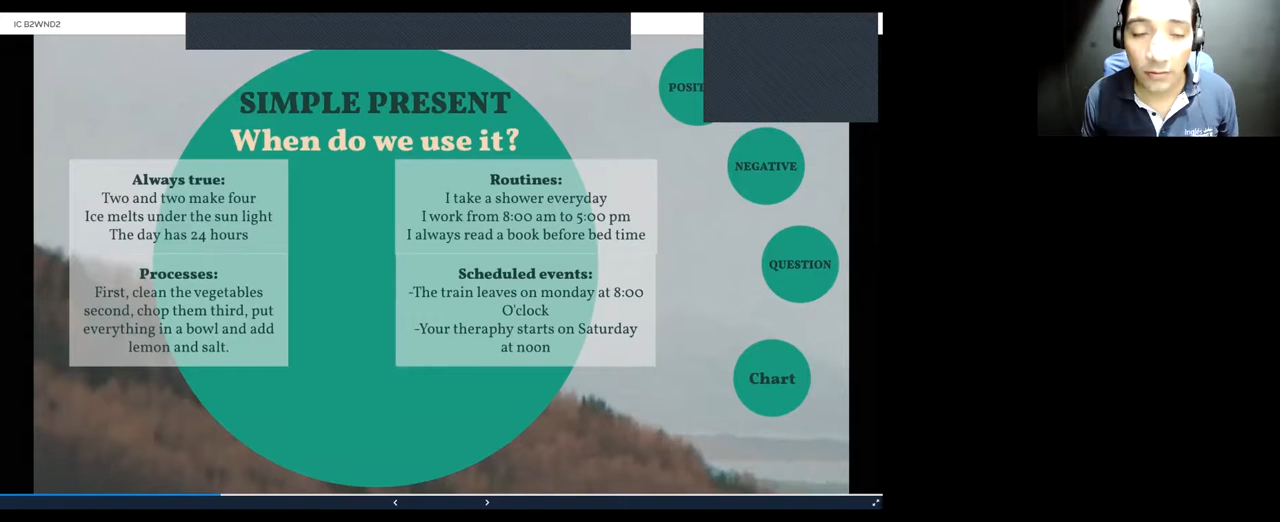 IC B2WND2
SIMPLE PRESENT
When do we use it?
Always true:
Two and two make four
Ice melts under the sun light
The day has 24 hours
Processes:
First, clean the vegetables
second, chop them third, put
everything in a bowl and add
lemon and salt.
Routines:
I take a shower everyday
I work from 8:00 am to 5:00 pm
I always read a book before bed time
Scheduled events:
-The train leaves on monday at 8:00
O'clock
-Your theraphy starts on Saturday
at noon
POSIT
NEGATIVE
QUESTION
Chart